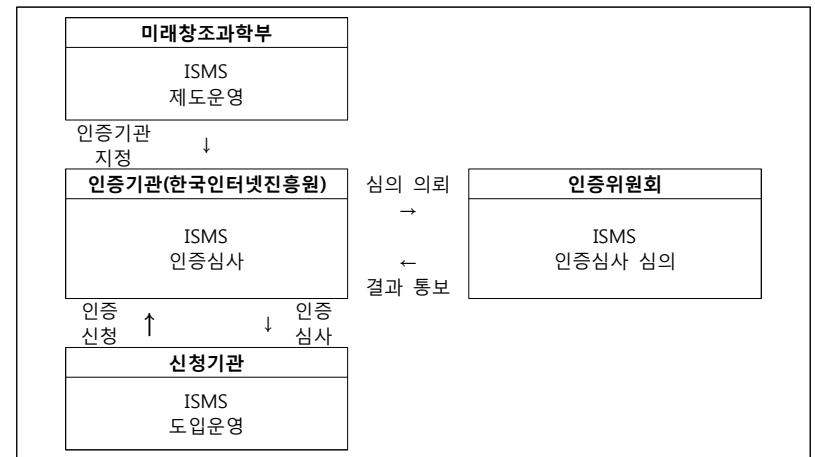 미래창조과학부
ISMS
제도운영
인증기관
지정
↓
인증기관(한국인터넷진흥원)
심의 의뢰
→
인증위원회
ISMS
인증심사
←
결과 통보
ISMS
인증심사 심의
인증
신청
↑
↓
인증
심사
신청기관
ISMS
도입운영